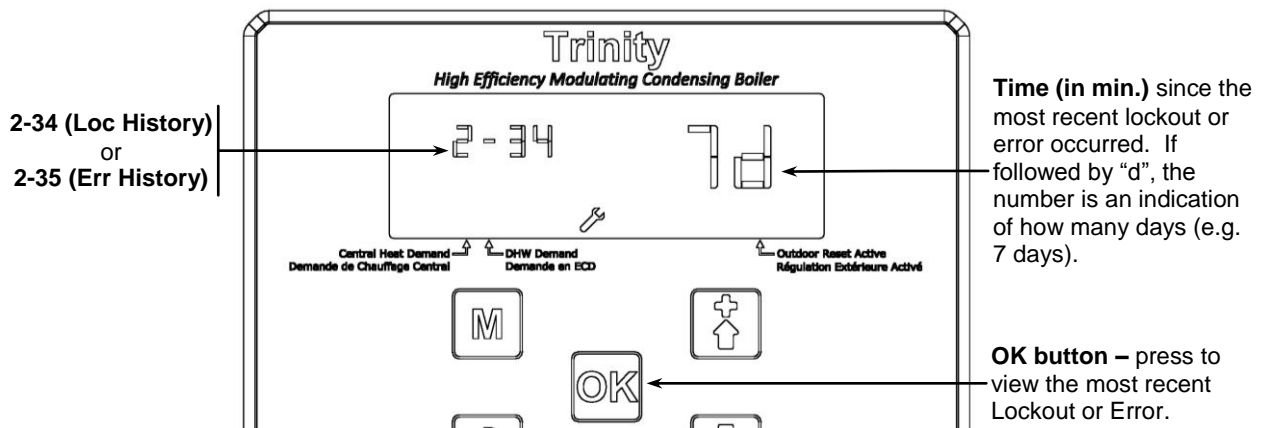 Trinity
High Efficiency Modulating Condensing Boiler
2-34 (Loc History)
or
2-35 (Err History)
2-34 7d
Central Heat Demand
Demande de Chauffage Central
DHW Demand
Demande en ECD
Outdoor Reset Active
Régulation Extérieure Activé
Time (in min.) since the
most recent lockout or
error occurred. If
followed by “d”, the
number is an indication
of how many days (e.g.
7 days).
M
OK
OK button – press to
view the most recent
Lockout or Error.